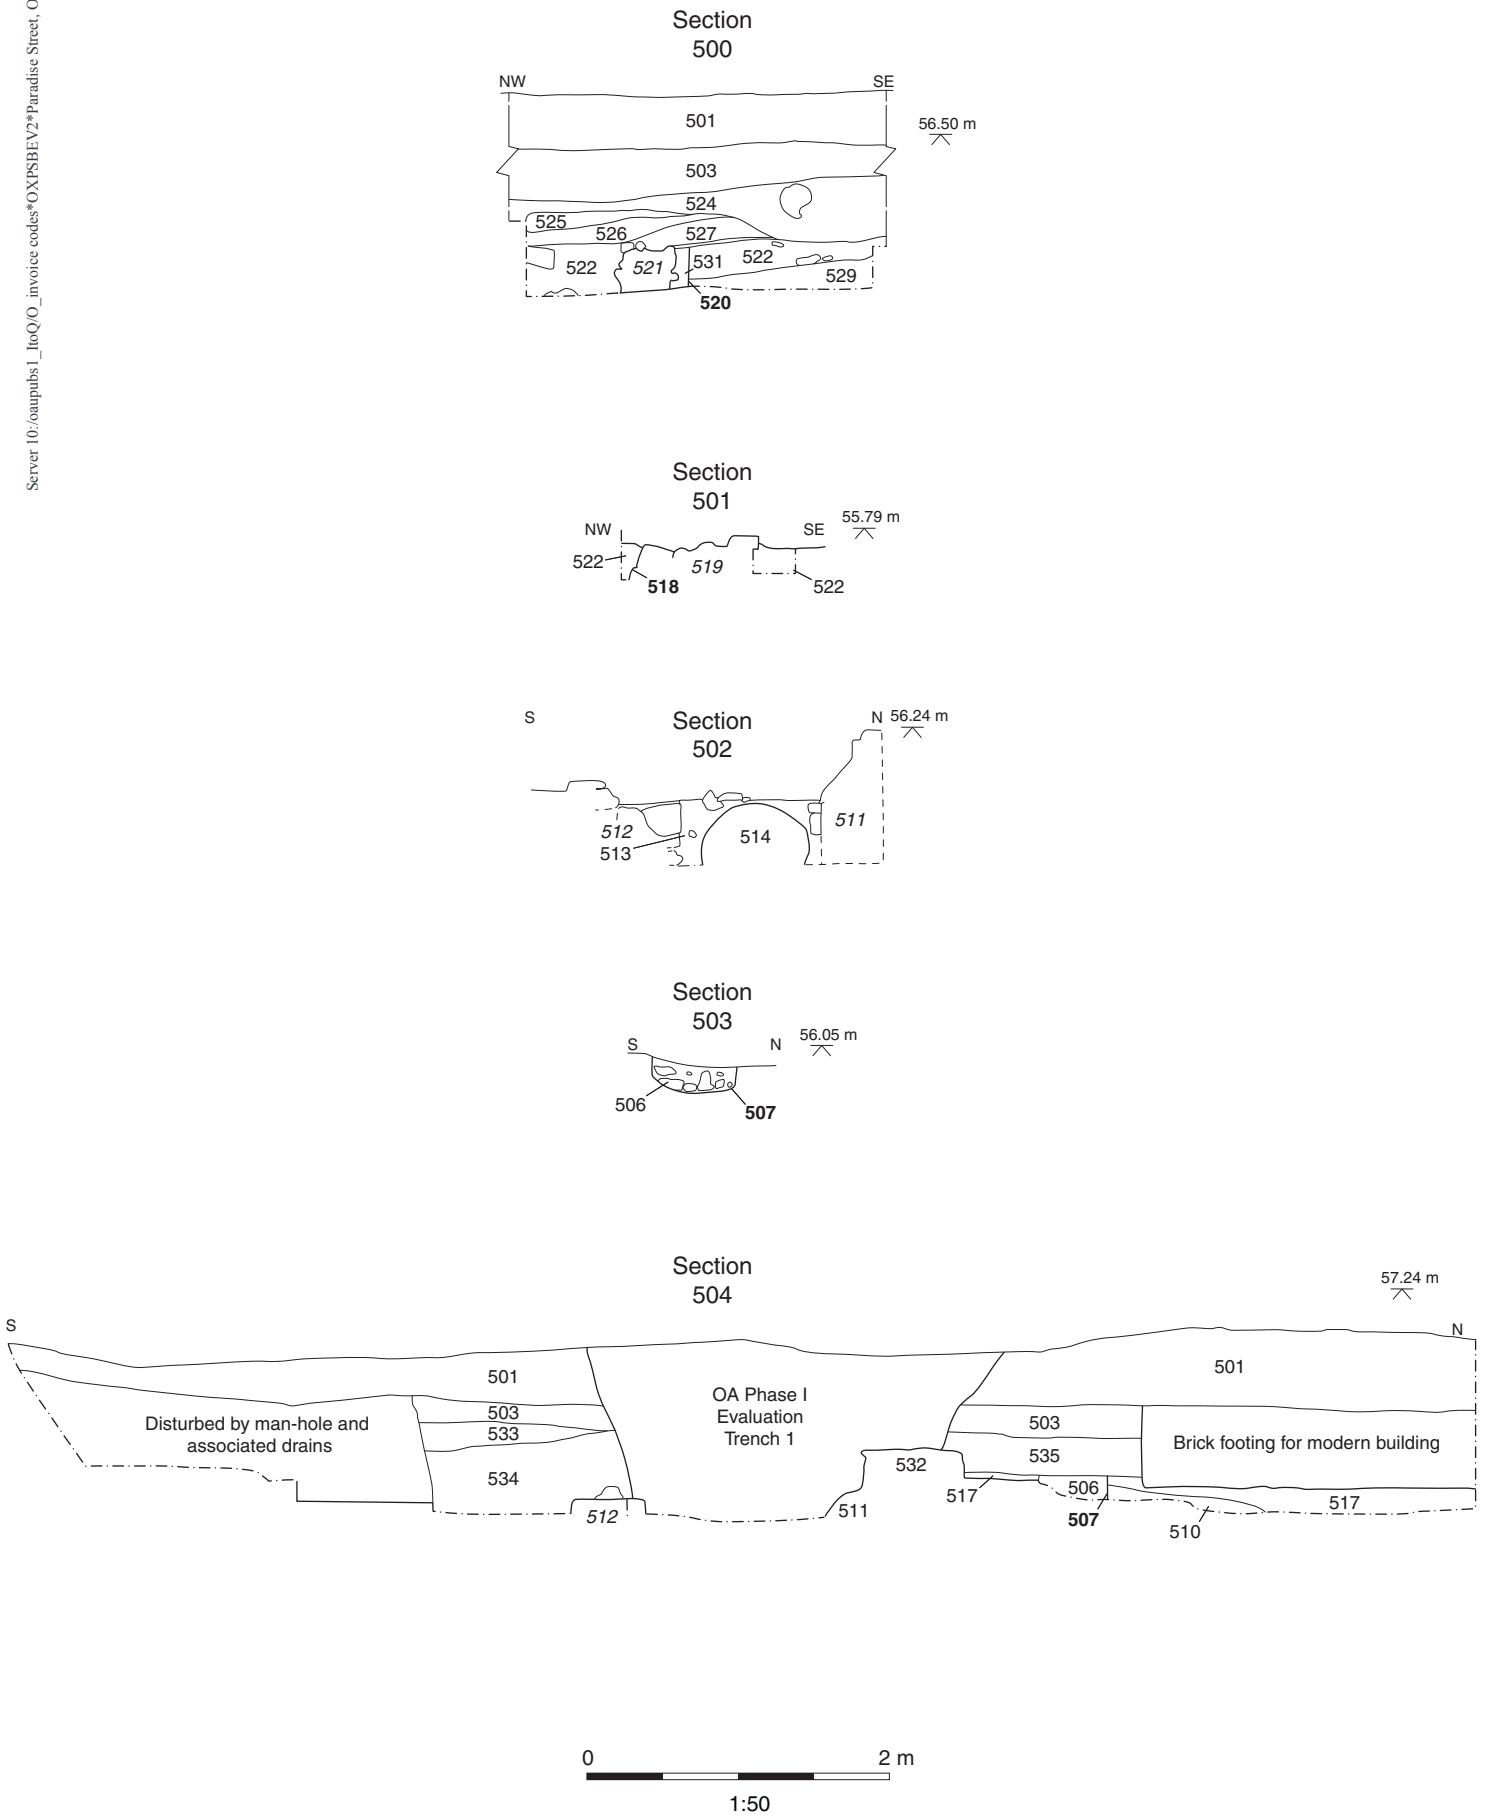 Server 10:/oaupubs1_ItoQ/O_invoice codes*OXPSBEV2*Paradise Street, O
Section
500
NW
SE
501
56.50 m
503
524
525
526
527
522
521
531
522
529
520
Section
501
NW
SE
55.79 m
522
519
518
522
S
Section
502
N
56.24 m
512
513
514
511
Section
503
S
N
56.05 m
506
507
Section
504
57.24 m
S
N
501
501
OA Phase I
Evaluation
Trench 1
Disturbed by man-hole and
associated drains
503
533
534
512
503
535
532
511
517
506
507
510
Brick footing for modern building
517
0
2 m
1:50